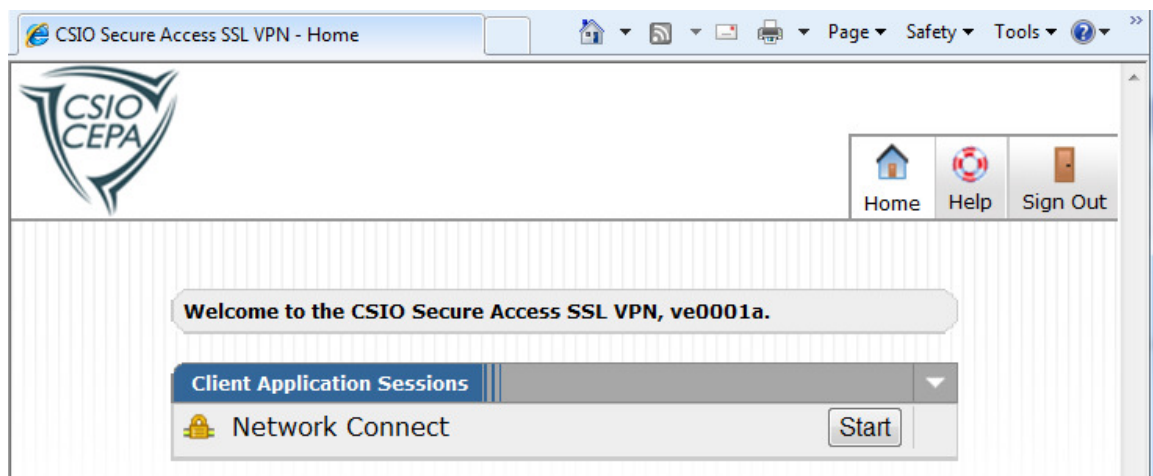 CSIO Secure Access SSL VPN - Home
Page Safety Tools
CSIO
CEPA
Home Help Sign Out
Welcome to the CSIO Secure Access SSL VPN, ve0001a.
Client Application Sessions
Network Connect Start